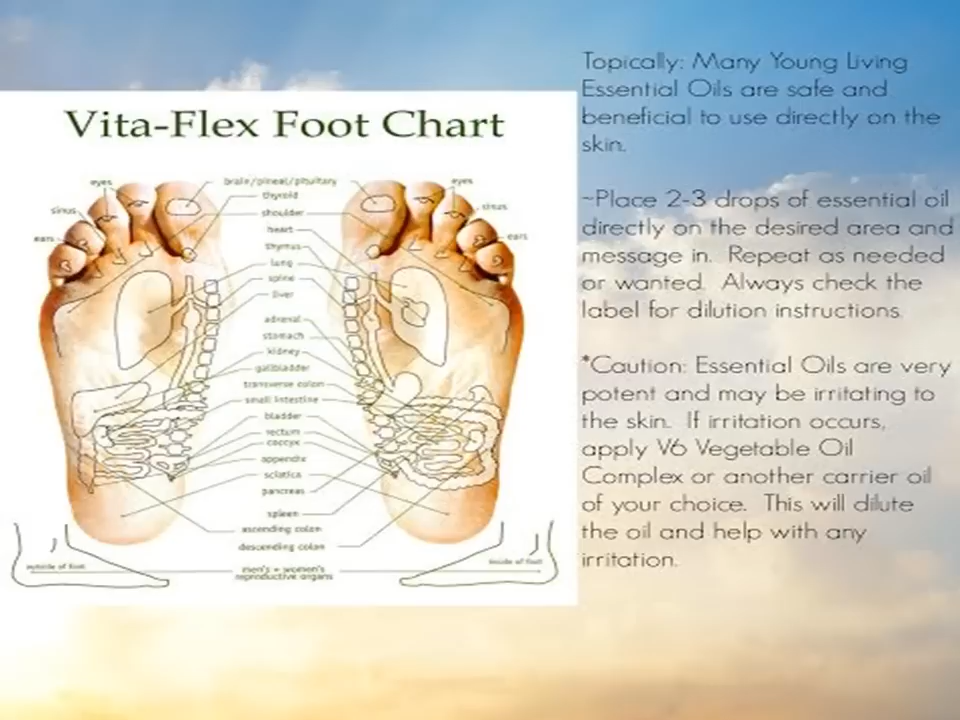 Vita-Flex Foot Chart
eyes
brain/pineal/pituitary
eyes
thyroid
sinus
shoulder
sinus
heart
ears
ears
thymus
lung
spine
liver
adrenal
stomach
kidney
gallbladder
transverse colon
small intestine
bladder
rectum
coccyx
appendix
sciatica
pancreas
spleen
ascending colon
descending colon
outside of foot
men's + women's
reproductive organs
inside of foot
Topically: Many Young Living
Essential Oils are safe and
beneficial to use directly on the
skin.
~Place 2-3 drops of essential oil
directly on the desired area and
message in. Repeat as needed
or wanted. Always check the
label for dilution instructions.
*Caution: Essential Oils are very
potent and may be irritating to
the skin. If irritation occurs,
apply V6 Vegetable Oil
Complex or another carrier oil
of your choice. This will dilute
the oil and help with any
irritation.